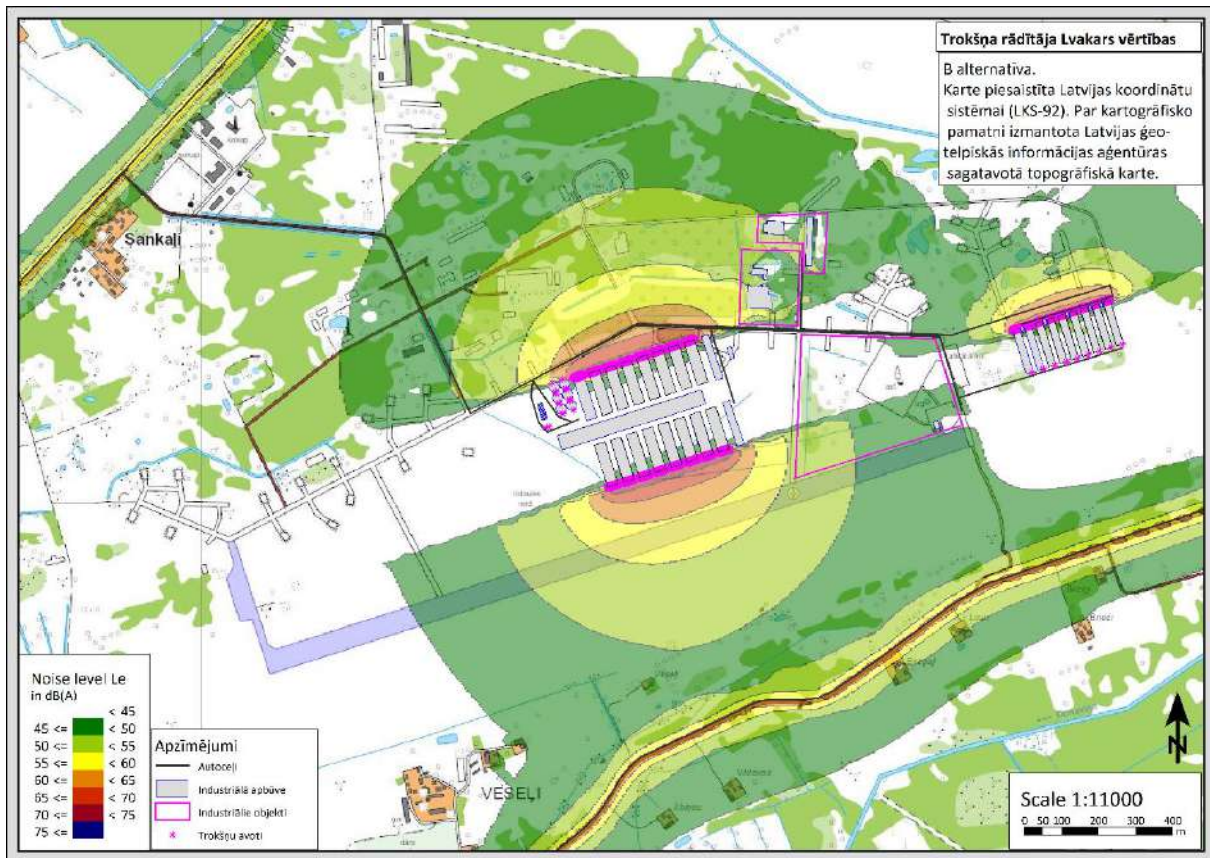 Trokšņa rādītāja Lvakars vērtības
B alternatīva.
Karte piesaistīta Latvijas koordinātu
sistēmai (LKS-92). Par kartogrāfisko
pamatni izmantota Latvijas ģeo-
telpiskās informācijas aģentūras
sagatavotā topogrāfiskā karte.
Sankaļi
VESEĻI
Noise level Le
in dB(A)
< 45
45 <= < 50
50 <= < 55
55 <= < 60
60 <= < 65
65 <= < 70
70 <= < 75
75 <=
Apzīmējumi
Autoceļi
Industriālā apbūve
Industriālie objekti
Trokšņu avoti
N
Scale 1:11000
0 50 100 200 300 400
m